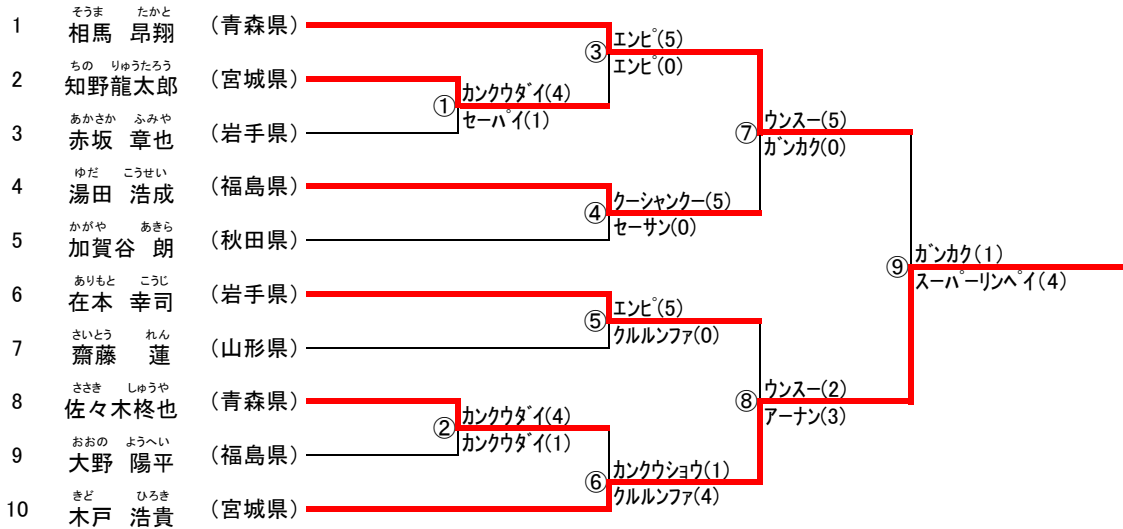 そうま たかと
1 相馬 昂翔 (青森県)
ちの りゅうたろう
2 知野龍太郎 (宮城県)
あかさか ふみや
3 赤坂 章也 (岩手県)
ゆだ こうせい
4 湯田 浩成 (福島県)
かがや あきら
5 加賀谷 朗 (秋田県)
ありもと こうじ
6 在本 幸司 (岩手県)
さいとう れん
7 齋藤 蓮 (山形県)
ささき しゅうや
8 佐々木柊也 (青森県)
おおの ようへい
9 大野 陽平 (福島県)
きど ひろき
10 木戸 浩貴 (宮城県)
①
ｶﾝｸｳﾀﾞｲ(4)
ｾｰﾊﾟｲ(1)
②
ｶﾝｸｳﾀﾞｲ(4)
ｶﾝｸｳﾀﾞｲ(1)
③
ｴﾝﾋﾟ(5)
ｴﾝﾋﾟ(0)
④
ｸｰｼｬﾝｸｰ(5)
ｾｰｻﾝ(0)
⑤
ｴﾝﾋﾟ(5)
ｸﾙﾙﾝﾌｧ(0)
⑥
ｶﾝｸｳｼｮｳ(1)
ｸﾙﾙﾝﾌｧ(4)
⑦
ｳﾝｽｰ(5)
ｶﾞﾝｶｸ(0)
⑧
ｳﾝｽｰ(2)
ｱｰﾅﾝ(3)
⑨
ｶﾞﾝｶｸ(1)
ｽｰﾊﾟｰﾘﾝﾍﾟｲ(4)